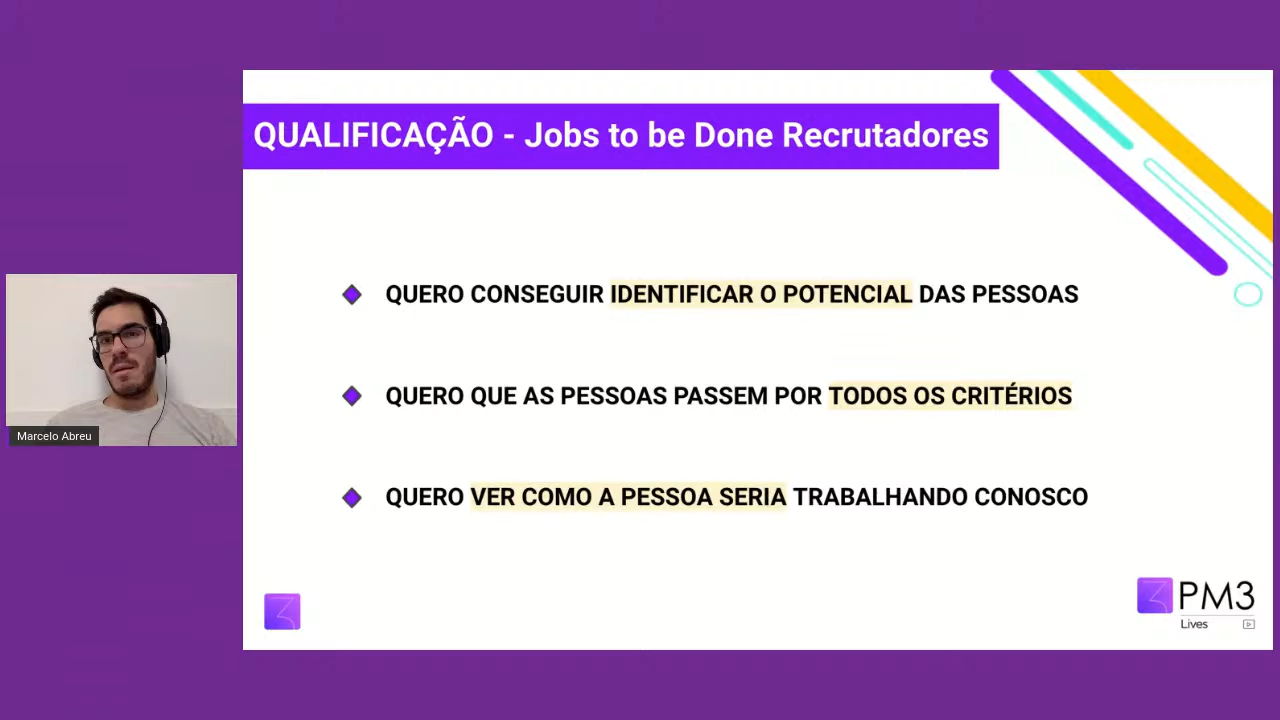 QUALIFICAÇÃO - Jobs to be Done Recrutadores
QUERO CONSEGUIR IDENTIFICAR O POTENCIAL DAS PESSOAS
QUERO QUE AS PESSOAS PASSEM POR TODOS OS CRITÉRIOS
QUERO VER COMO A PESSOA SERIA TRABALHANDO CONOSCO
Marcelo Abreu
PM3
Lives